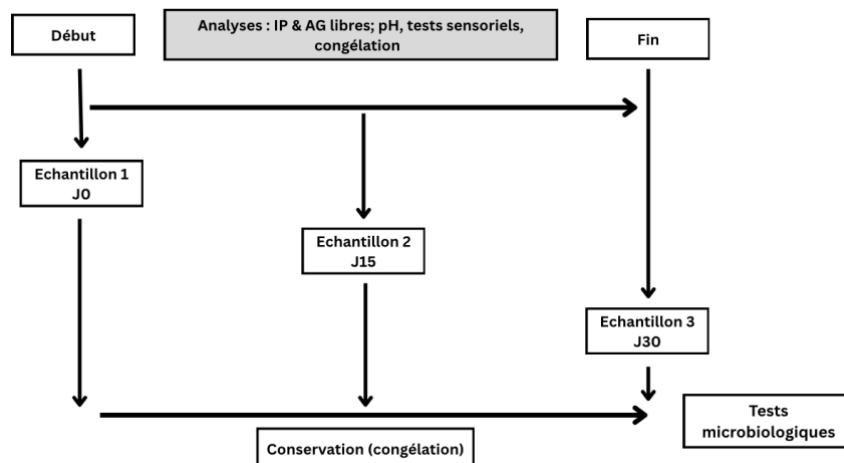 Début
Analyses : IP & AG libres; pH, tests sensoriels,
congélation
Fin
Echantillon 1
J0
Echantillon 2
J15
Echantillon 3
J30
Conservation (congélation)
Tests
microbiologiques